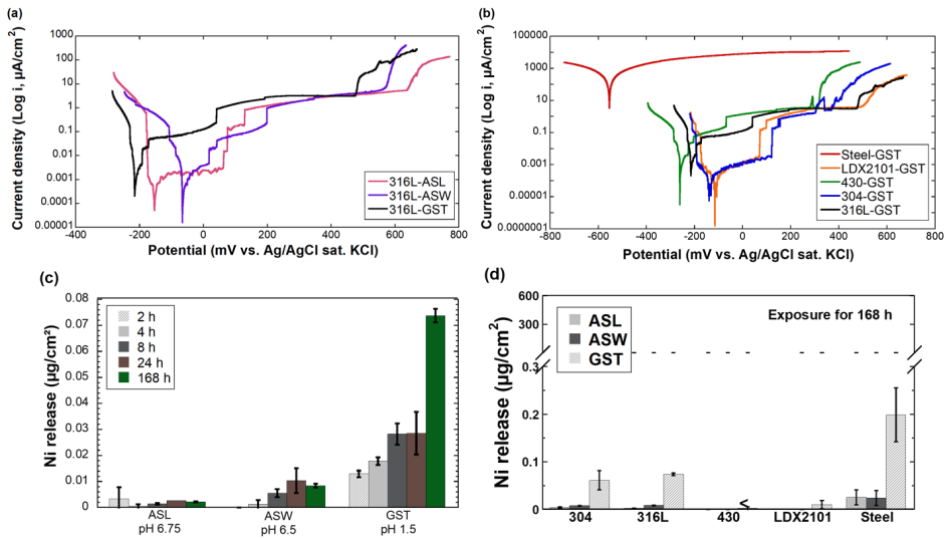 (a)
Current density (Log i, µA/cm²)
1000
100
10
1
0.1
0.01
0.001
0.0001
0.00001
316L-ASL
316L-ASW
316L-GST
-400 -200 0 200 400 600 800
Potential (mV vs. Ag/AgCl sat. KCl)
(b)
Current density (Log i, µA/cm²)
100000
1000
10
0.1
0.001
0.00001
Steel-GST
LDX2101-GST
430-GST
304-GST
316L-GST
-800 -600 -400 -200 0 200 400 600 800
Potential (mV vs. Ag/AgCl sat. KCl)
(c)
Ni release (µg/cm²)
0.08
0.07
0.06
0.05
0.04
0.03
0.02
0.01
0
2 h
4 h
8 h
24 h
168 h
ASL ASW GST
pH 6.75 pH 6.5 pH 1.5
(d)
Ni release (µg/cm²)
600
300
0.3
0.2
0.1
0
ASL
ASW
GST
Exposure for 168 h
<
304 316L 430 LDX2101 Steel